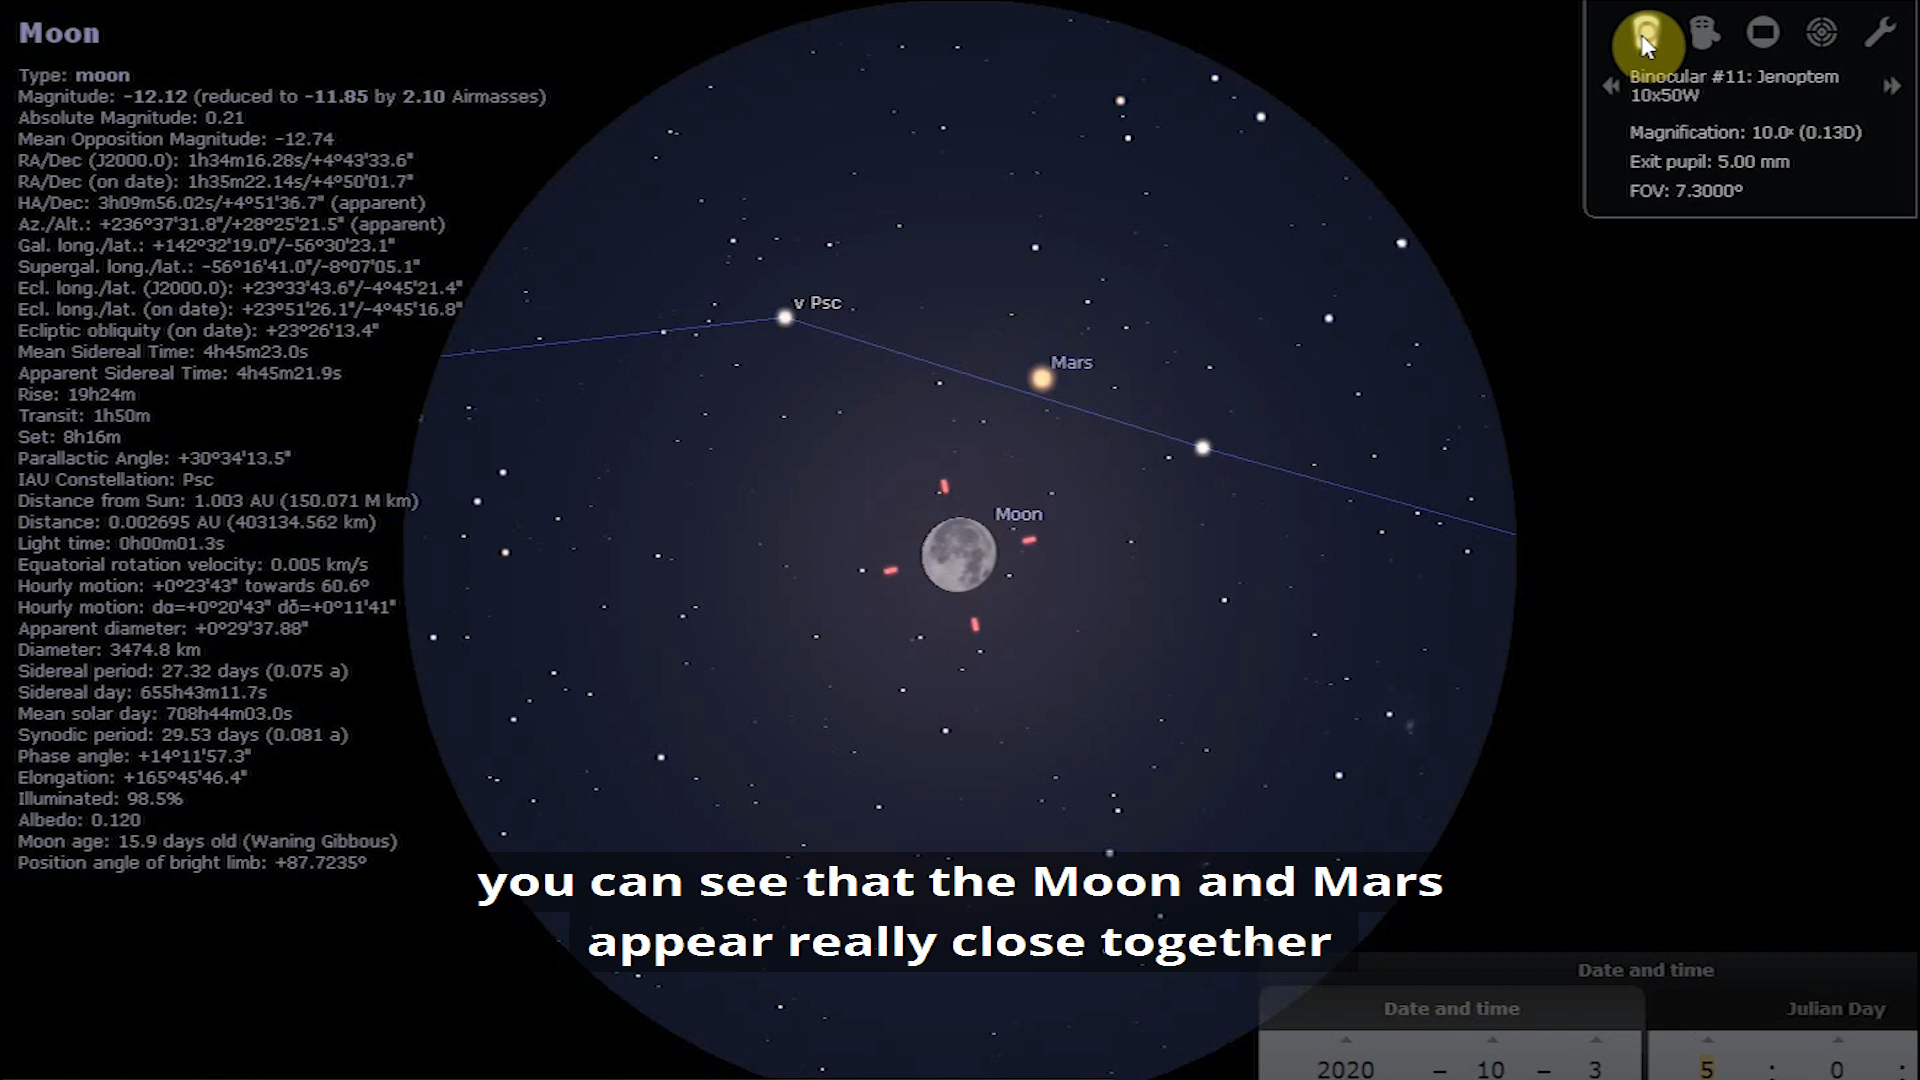 Moon
Type: moon
Magnitude: -12.12 (reduced to -11.85 by 2.10 Airmasses)
Absolute Magnitude: 0.21
Mean Opposition Magnitude: -12.74
RA/Dec (J2000.0): 1h34m16.28s/+4°43'33.6"
RA/Dec (on date): 1h35m22.14s/+4°50'01.7"
HA/Dec: 3h09m56.02s/+4°51'36.7" (apparent)
Az./Alt.: +236°37'31.8"/+28°25'21.5" (apparent)
Gal. long./lat.: +142°32'19.0"/-56°30'23.1"
Supergal. long./lat.: -56°16'41.0"/-8°07'05.1"
Ecl. long./lat. (J2000.0): +23°33'43.6"/-4°45'21.4"
Ecl. long./lat. (on date): +23°51'26.1"/-4°45'16.8"
Ecliptic obliquity (on date): +23°26'13.4"
Mean Sidereal Time: 4h45m23.0s
Apparent Sidereal Time: 4h45m21.9s
Rise: 19h24m
Transit: 1h50m
Set: 8h16m
Parallactic Angle: +30°34'13.5"
IAU Constellation: Psc
Distance from Sun: 1.003 AU (150.071 M km)
Distance: 0.002695 AU (403134.562 km)
Light time: 0h00m01.3s
Equatorial rotation velocity: 0.005 km/s
Hourly motion: +0°23'43" towards 60.6°
Hourly motion: dα=+0°20'43" dδ=+0°11'41"
Apparent diameter: +0°29'37.88"
Diameter: 3474.8 km
Sidereal period: 27.32 days (0.075 a)
Sidereal day: 655h43m11.7s
Mean solar day: 708h44m03.0s
Synodic period: 29.53 days (0.081 a)
Phase angle: +14°11'57.3"
Elongation: +165°45'46.4"
Illuminated: 98.5%
Albedo: 0.120
Moon age: 15.9 days old (Waning Gibbous)
Position angle of bright limb: +87.7235°
Binocular #11: Jenoptem
10x50W
Magnification: 10.0× (0.13D)
Exit pupil: 5.00 mm
FOV: 7.3000°
ν Psc
Mars
Moon
you can see that the Moon and Mars
appear really close together
Date and time
Date and time
Julian Day
2020 - 10 - 3
5 : 0 :